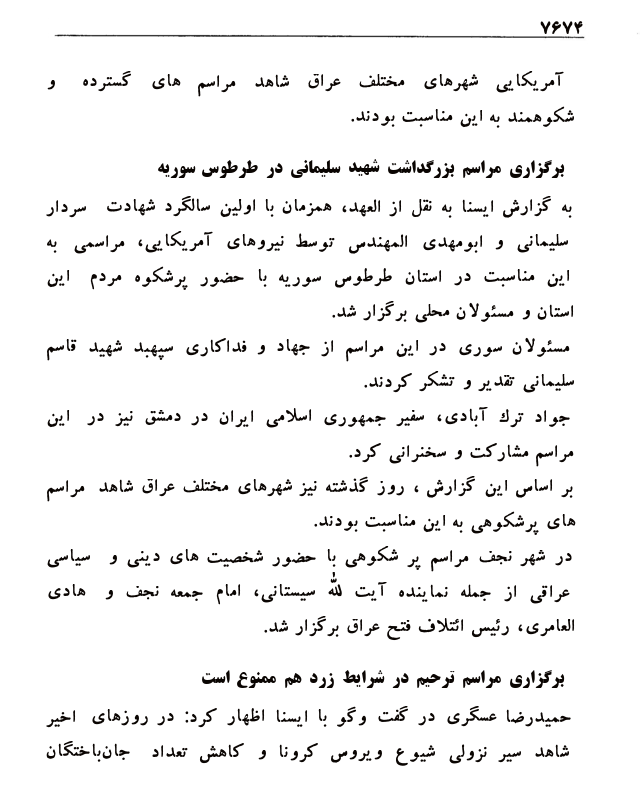 ۷۶۷۴
آمریکایی شهرهای مختلف عراق شاهد مراسم های گسترده و
شکوهمند به این مناسبت بودند.
برگزاری مراسم بزرگداشت شهید سلیمانی در طرطوس سوریه
به گزارش ایسنا به نقل از العهد، همزمان با اولین سالگرد شهادت سردار
سلیمانی و ابومهدی المهندس توسط نیروهای آمریکایی، مراسمی به
این مناسبت در استان طرطوس سوریه با حضور پرشکوه مردم این
استان و مسئولان محلی برگزار شد.
مسئولان سوری در این مراسم از جهاد و فداکاری سپهبد شهید قاسم
سلیمانی تقدیر و تشکر کردند.
جواد ترك آبادی، سفیر جمهوری اسلامی ایران در دمشق نیز در این
مراسم مشارکت و سخنرانی کرد.
بر اساس این گزارش ، روز گذشته نیز شهرهای مختلف عراق شاهد مراسم
های پرشکوهی به این مناسبت بودند.
در شهر نجف مراسم پر شکوهی با حضور شخصیت های دینی و سیاسی
عراقی از جمله نماینده آیت لله سیستانی، امام جمعه نجف و هادی
العامری، رئیس ائتلاف فتح عراق برگزار شد.
برگزاری مراسم ترحیم در شرایط زرد هم ممنوع است
حمیدرضا عسگری در گفت وگو با ایسنا اظهار کرد: در روزهای اخیر
شاهد سیر نزولی شیوع ویروس کرونا و کاهش تعداد جان‌باختگان